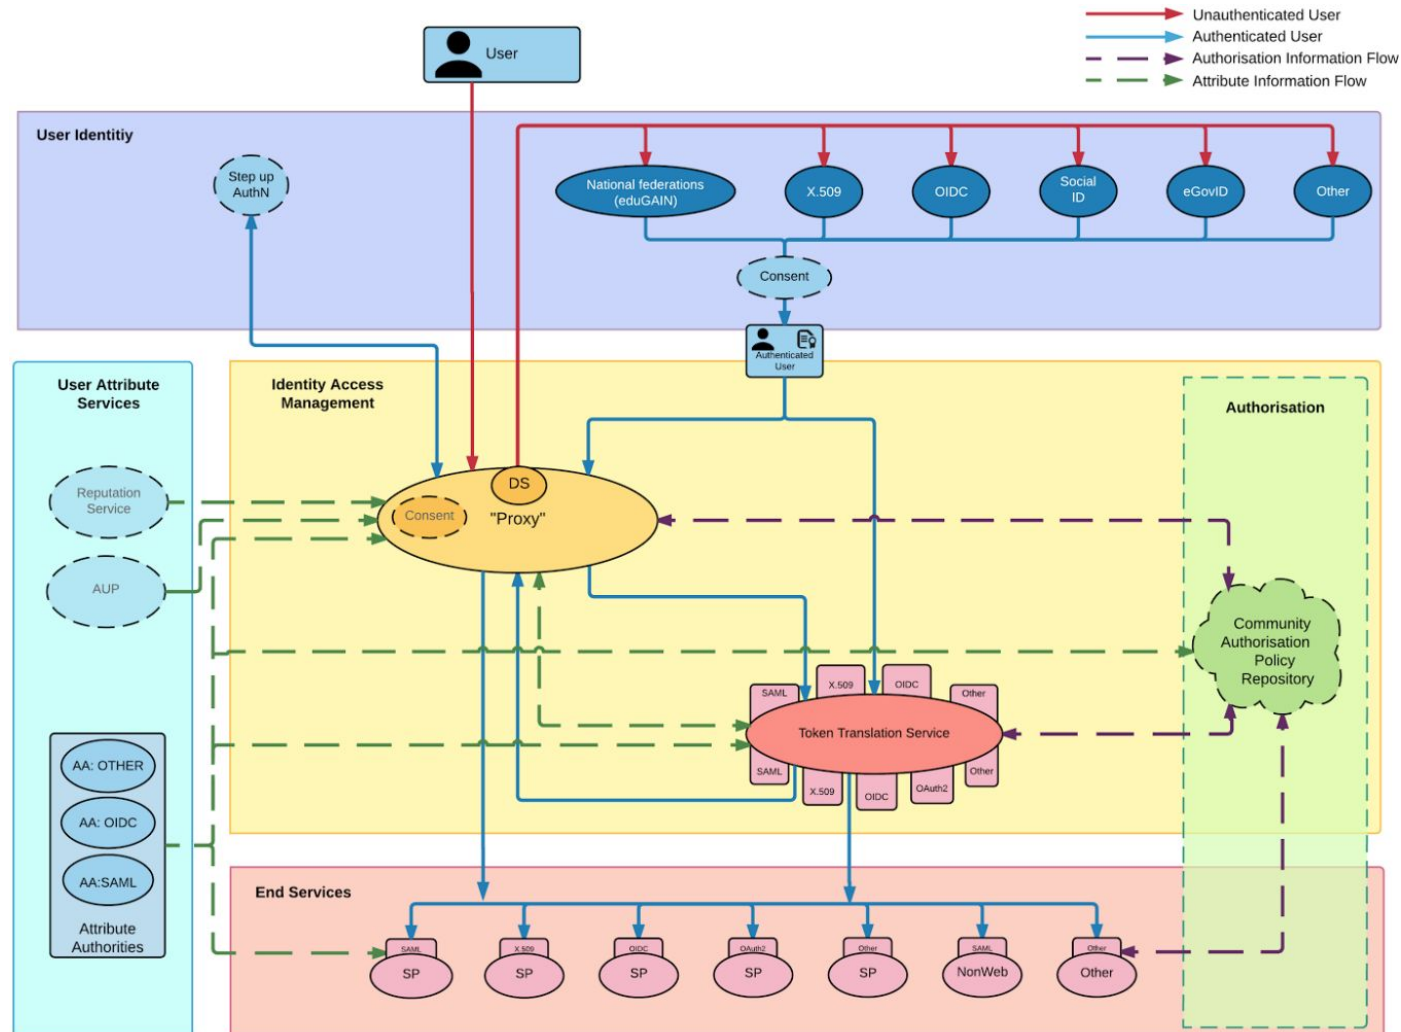 Unauthenticated User
Authenticated User
Authorisation Information Flow
Attribute Information Flow
User
User Identitiy
Step up
AuthN
National federations
(eduGAIN)
X.509
OIDC
Social
ID
eGovID
Other
Consent
Authenticated
User
User Attribute
Services
Identity Access
Management
Authorisation
Reputation
Service
AUP
DS
Consent
"Proxy"
Community
Authorisation
Policy
Repository
SAML
X.509
OIDC
Other
Token Translation Service
SAML
X.509
OIDC
OAuth2
Other
AA: OTHER
AA: OIDC
AA:SAML
Attribute
Authorities
End Services
SAML
SP
X.509
SP
OIDC
SP
OAuth2
SP
Other
SP
SAML
NonWeb
Other
Other